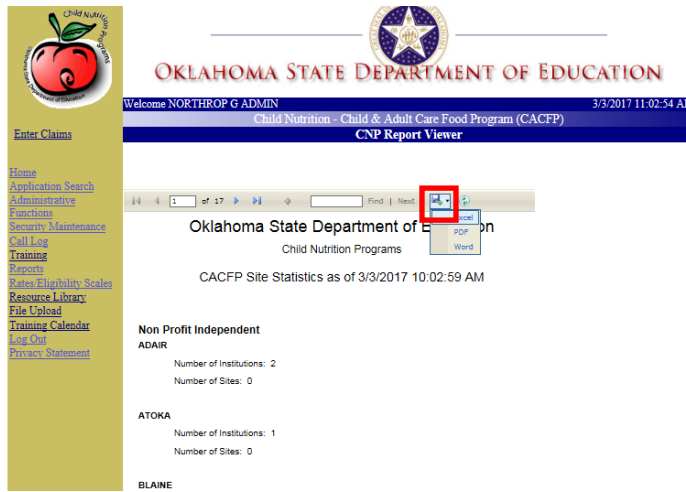 Child Nutrition Programs
State Department of Education
OKLAHOMA STATE DEPARTMENT OF EDUCATION
Welcome NORTHROP G ADMIN 3/3/2017 11:02:54 AM
Child Nutrition - Child & Adult Care Food Program (CACFP)
Enter Claims
CNP Report Viewer
Home
Application Search
Administrative
Functions
Security Maintenance
Call Log
Training
Reports
Rates/Eligibility Scales
Resource Library
File Upload
Training Calendar
Log Out
Privacy Statement
1 of 17 Find | Next
Excel
PDF
Word
Oklahoma State Department of E on
Child Nutrition Programs
CACFP Site Statistics as of 3/3/2017 10:02:59 AM
Non Profit Independent
ADAIR
Number of Institutions: 2
Number of Sites: 0
ATOKA
Number of Institutions: 1
Number of Sites: 0
BLAINE